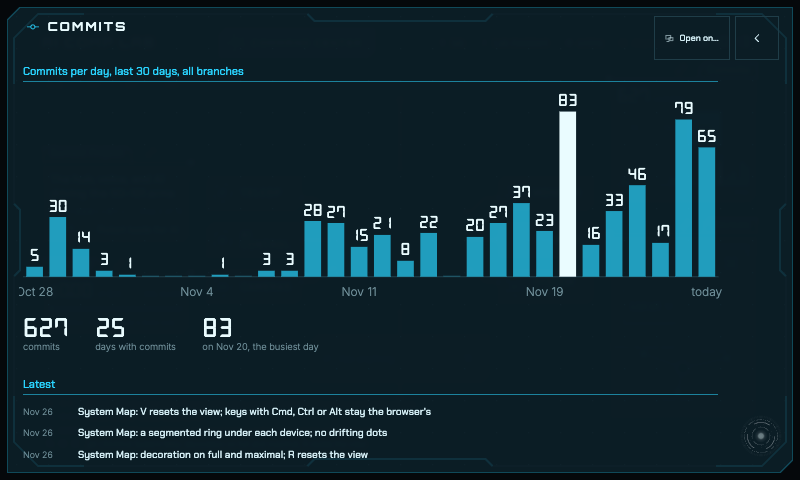 COMMITS
Open on...
Commits per day, last 30 days, all branches
5 30 14 3 1 1 3 3 28 27 15 21 8 22 20 27 37 23 83 16 33 46 17 79 65
Oct 28 Nov 4 Nov 11 Nov 19 today
627 25 83
commits days with commits on Nov 20, the busiest day
Latest
Nov 26 System Map: V resets the view; keys with Cmd, Ctrl or Alt stay the browser's
Nov 26 System Map: a segmented ring under each device; no drifting dots
Nov 26 System Map: decoration on full and maximal; R resets the view